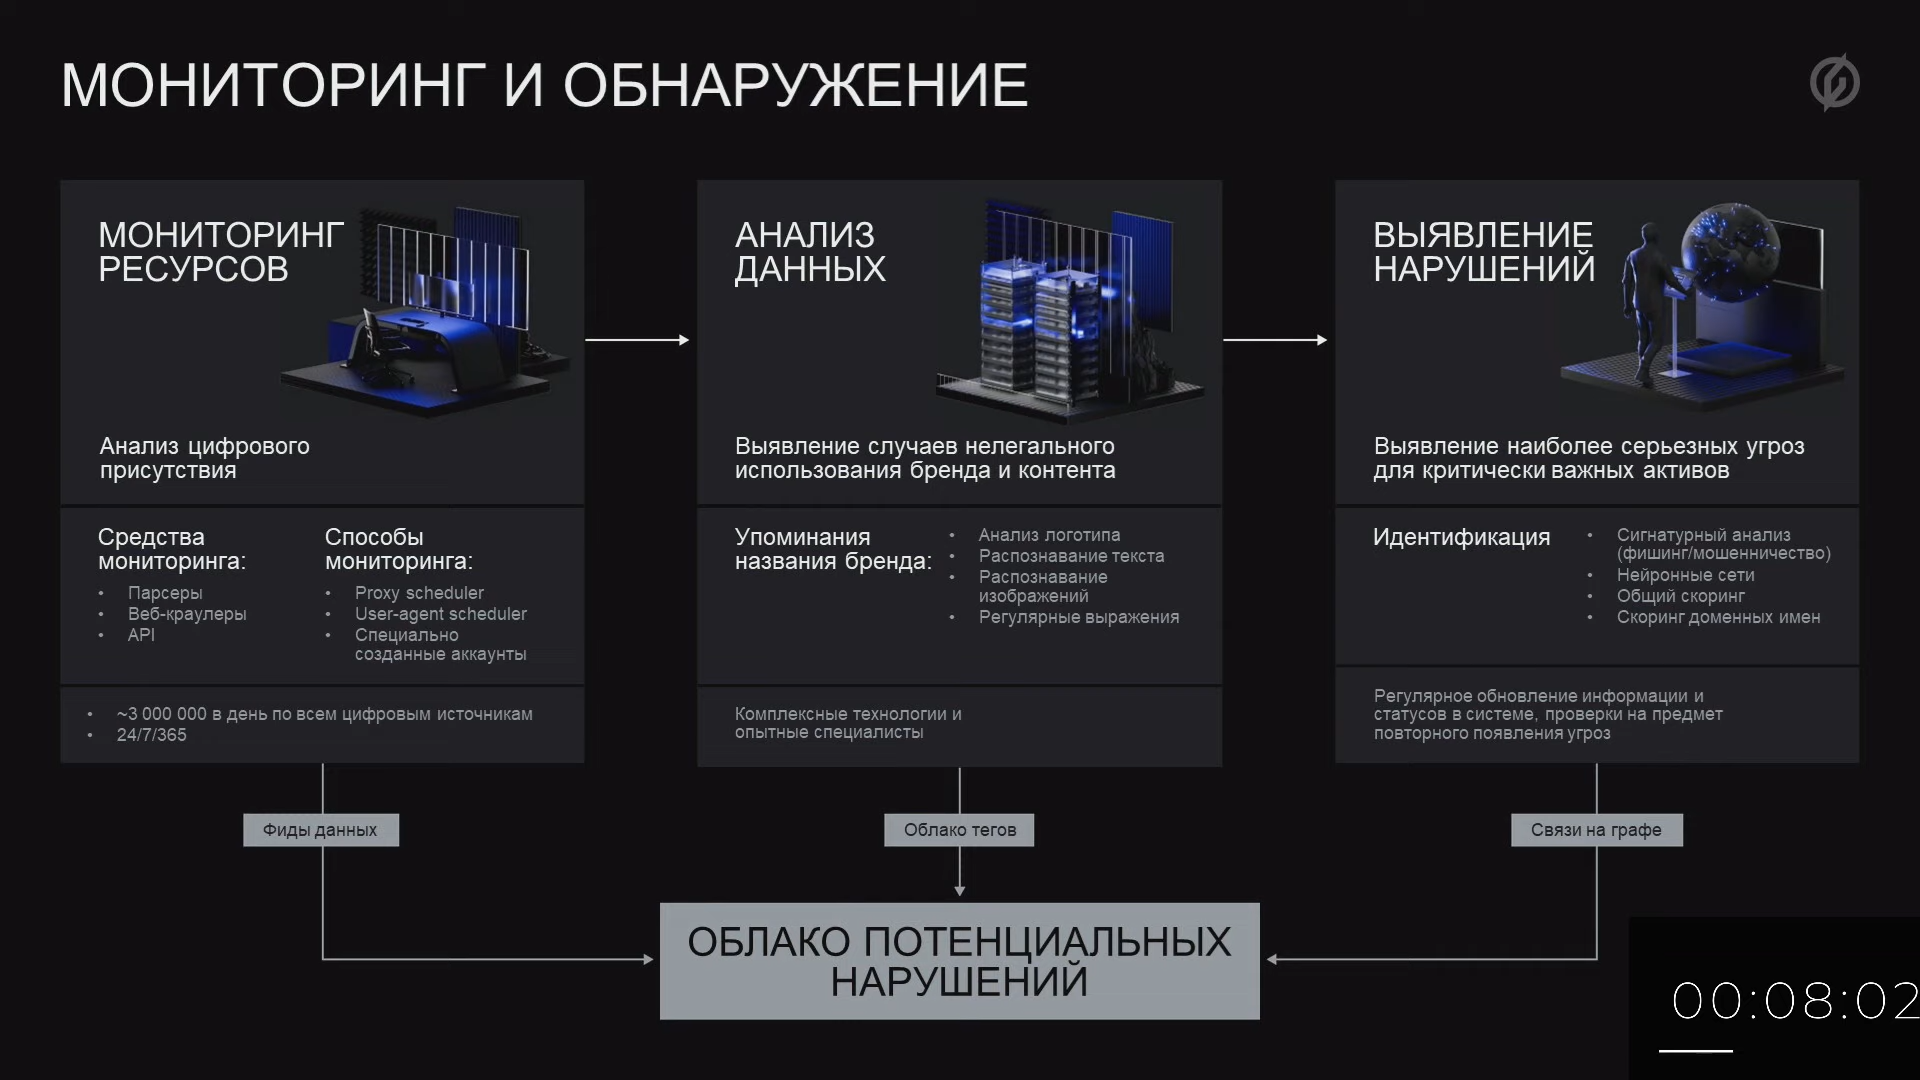 МОНИТОРИНГ И ОБНАРУЖЕНИЕ
МОНИТОРИНГ
РЕСУРСОВ
Анализ цифрового
присутствия
Средства
мониторинга:
• Парсеры
• Веб-краулеры
• API
Способы
мониторинга:
• Proxy scheduler
• User-agent scheduler
• Специально
созданные аккаунты
• ~3 000 000 в день по всем цифровым источникам
• 24/7/365
АНАЛИЗ
ДАННЫХ
Выявление случаев нелегального
использования бренда и контента
Упоминания
названия бренда:
• Анализ логотипа
• Распознавание текста
• Распознавание
изображений
• Регулярные выражения
Комплексные технологии и
опытные специалисты
ВЫЯВЛЕНИЕ
НАРУШЕНИЙ
Выявление наиболее серьезных угроз
для критически важных активов
Идентификация
• Сигнатурный анализ
(фишинг/мошенничество)
• Нейронные сети
• Общий скоринг
• Скоринг доменных имен
Регулярное обновление информации и
статусов в системе, проверки на предмет
повторного появления угроз
Фиды данных
Облако тегов
Связи на графе
ОБЛАКО ПОТЕНЦИАЛЬНЫХ
НАРУШЕНИЙ
00:08:02